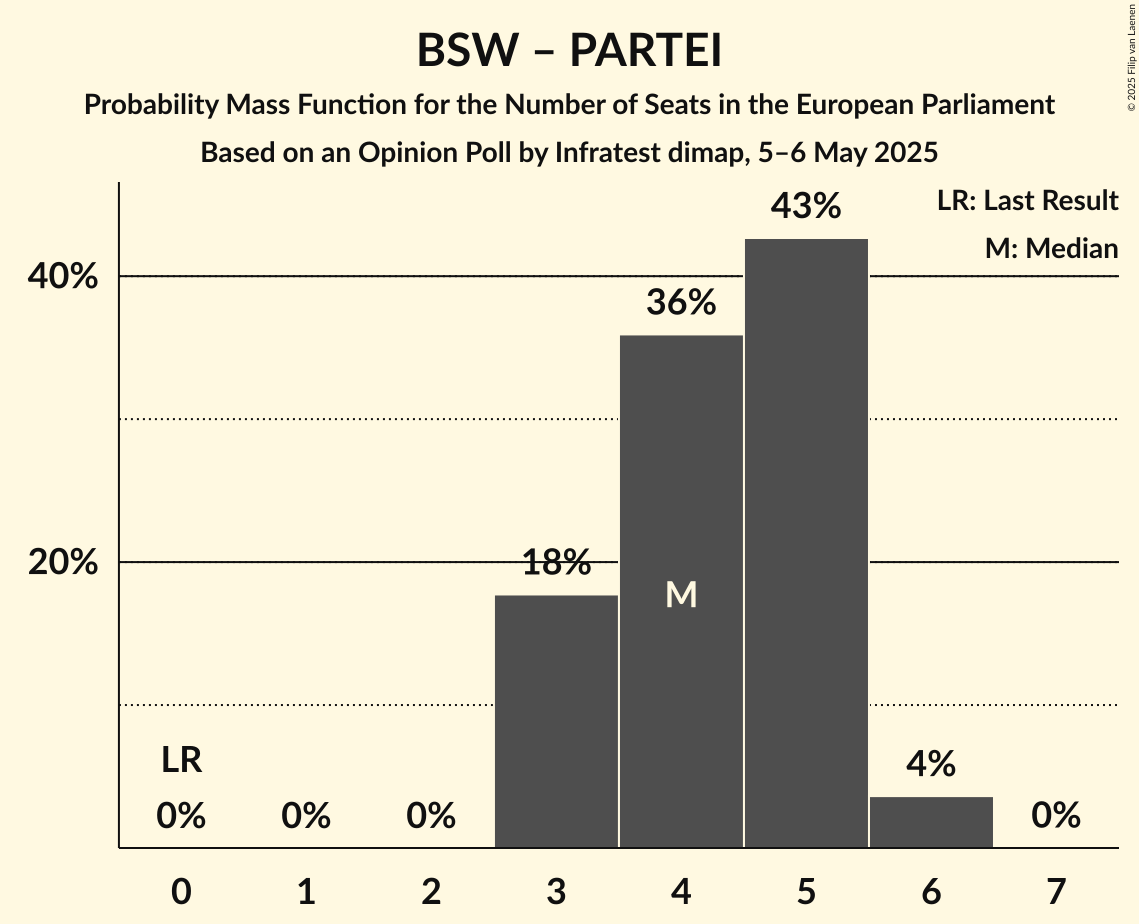 BSW – PARTEI
Probability Mass Function for the Number of Seats in the European Parliament
Based on an Opinion Poll by Infratest dimap, 5–6 May 2025
© 2025 Filip van Laenen
LR: Last Result
M: Median
43%
40%
36%
20%
18%
M
LR
4%
0% 0% 0% 0%
0 1 2 3 4 5 6 7